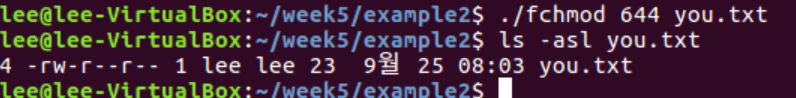 lee@lee-VirtualBox:~/week5/example2$ ./fchmod 644 you.txt
lee@lee-VirtualBox:~/week5/example2$ ls -asl you.txt
4 -rw-r--r-- 1 lee lee 23  9월 25 08:03 you.txt
lee@lee-VirtualBox:~/week5/example2$